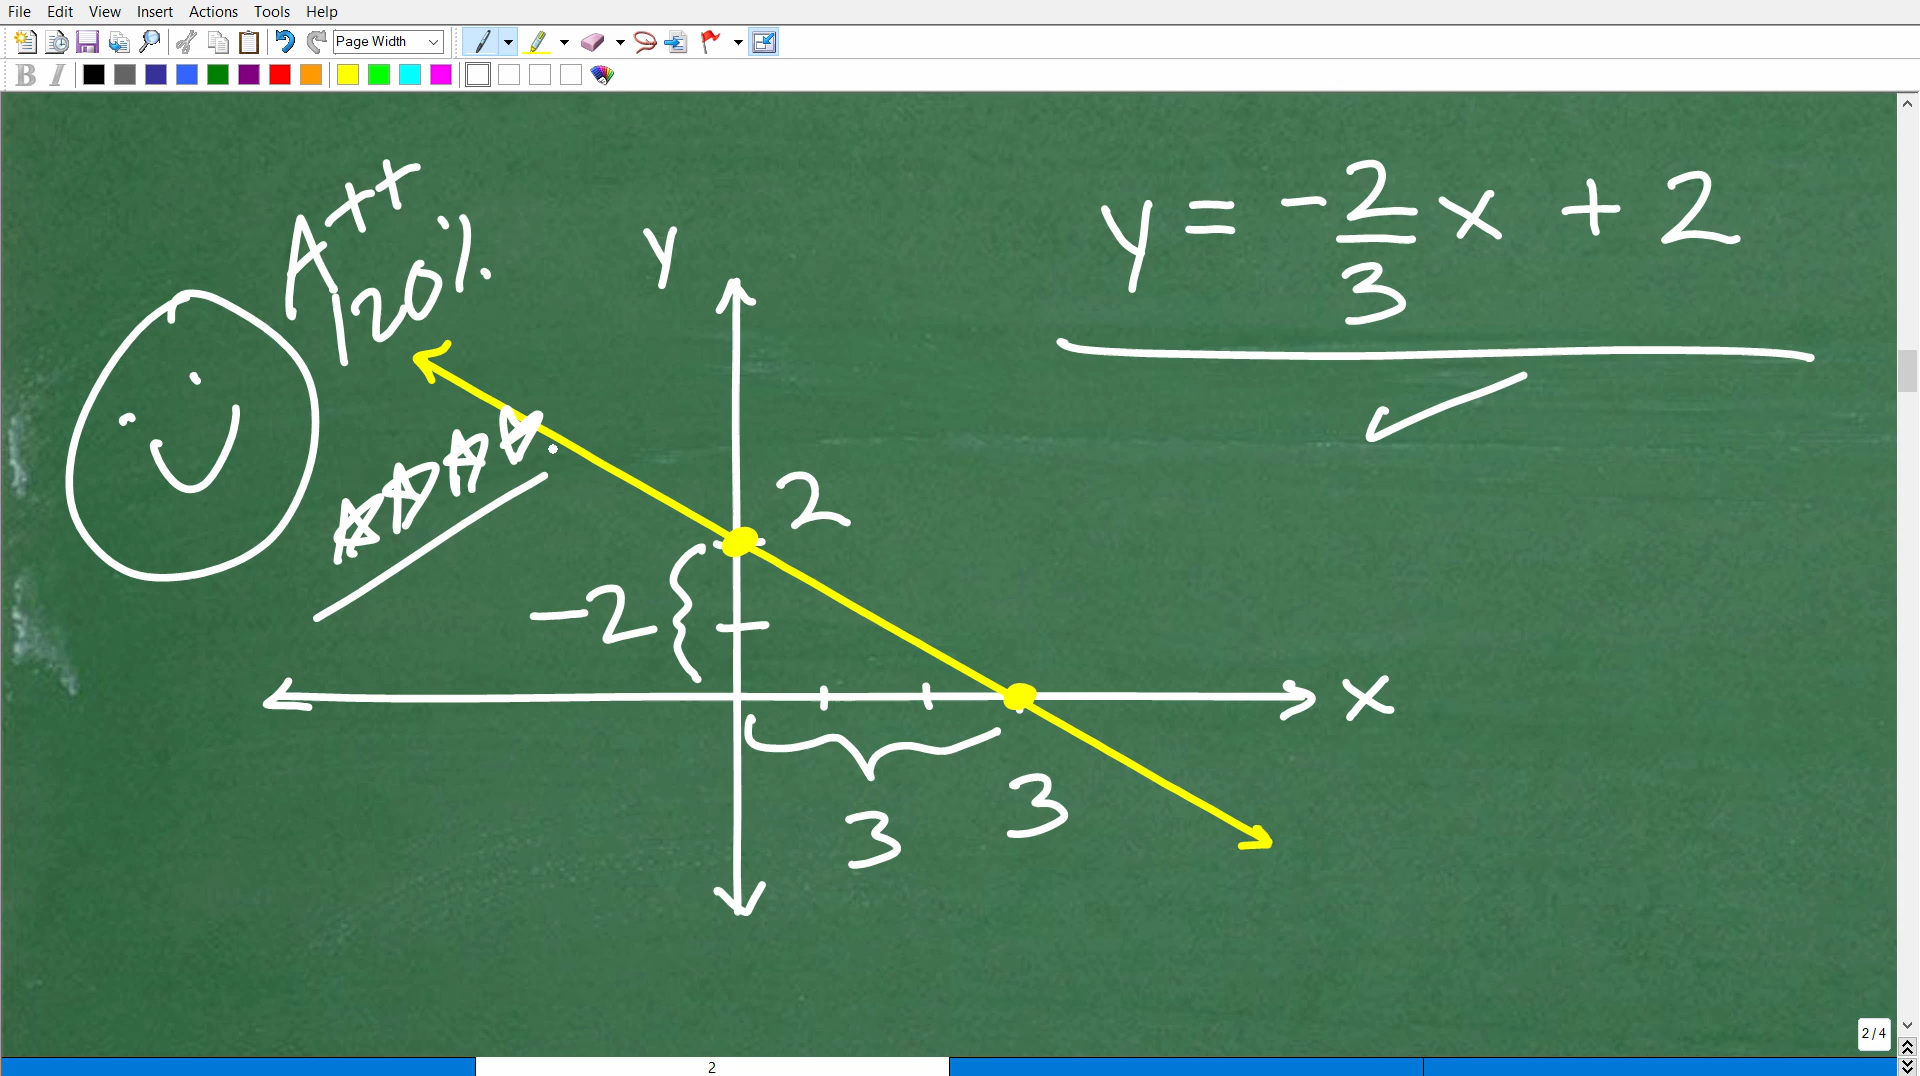 File Edit View Insert Actions Tools Help
Page Width
B I
A++
120%
y = -2/3 x + 2
y
2
-2
x
3
3
2 / 4
2